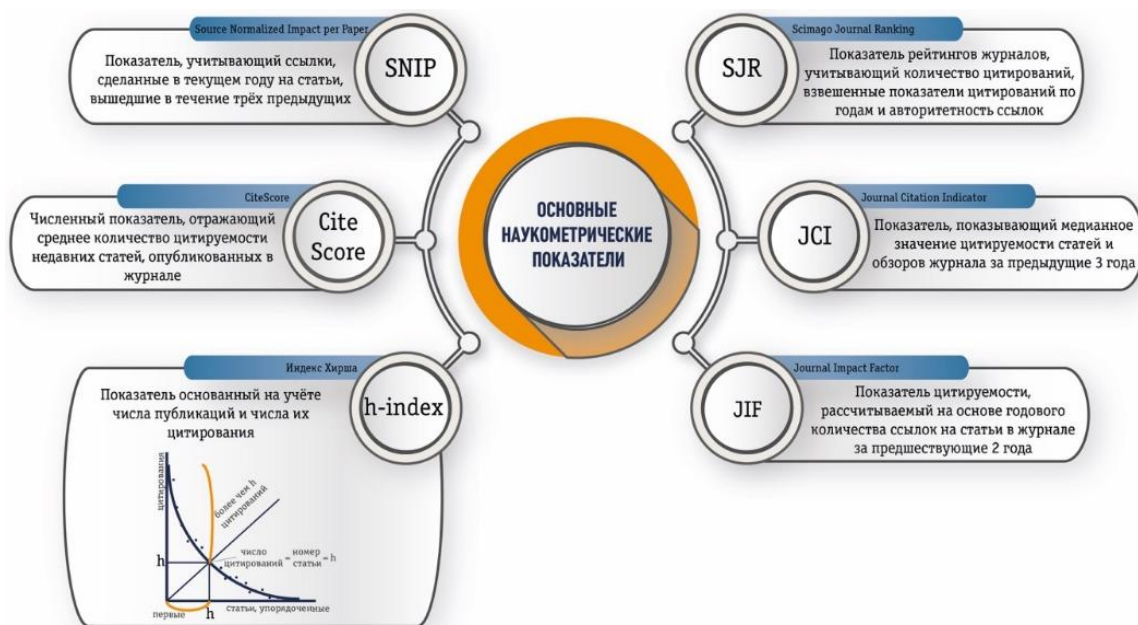 Source Normalized Impact per Paper
SNIP
Показатель, учитывающий ссылки,
сделанные в текущем году на статьи,
вышедшие в течение трёх предыдущих
CiteScore
Cite
Score
Численный показатель, отражающий
среднее количество цитируемости
недавних статей, опубликованных в
журнале
Индекс Хирша
h-index
Показатель основанный на учёте
числа публикаций и числа их
цитирования
цитирования
более чем h
цитирований
h
число
цитирований
=
номер
статьи
= h
первые
h
статьи, упорядоченные
ОСНОВНЫЕ
НАУКОМЕТРИЧЕСКИЕ
ПОКАЗАТЕЛИ
Scimago Journal Ranking
SJR
Показатель рейтингов журналов,
учитывающий количество цитирований,
взвешенные показатели цитирований по
годам и авторитетность ссылок
Journal Citation Indicator
JCI
Показатель, показывающий медианное
значение цитируемости статей и
обзоров журнала за предыдущие 3 года
Journal Impact Factor
JIF
Показатель цитируемости,
рассчитываемый на основе годового
количества ссылок на статьи в журнале
за предшествующие 2 года